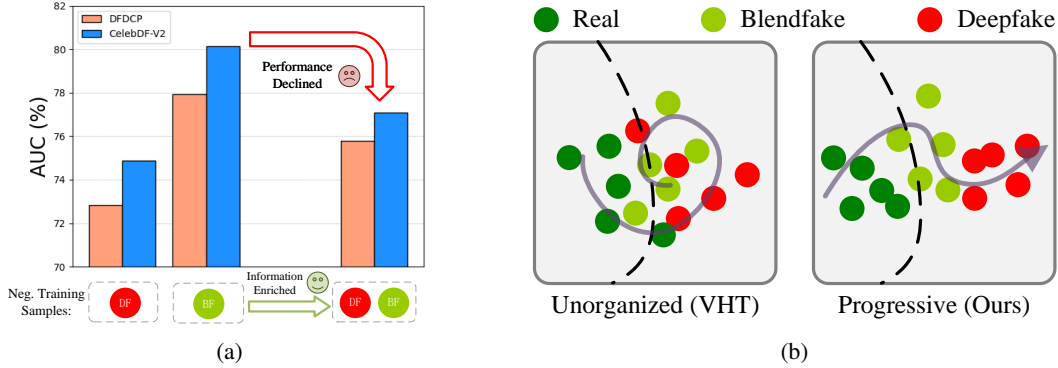 DFDCP
CelebDF-V2
82
80
78
76
74
72
70
AUC (%)
Performance
Declined
Neg. Training
Samples:
DF
BF
Information
Enriched
DF
BF
(a)
Real
Blendfake
Deepfake
Unorganized (VHT)
Progressive (Ours)
(b)